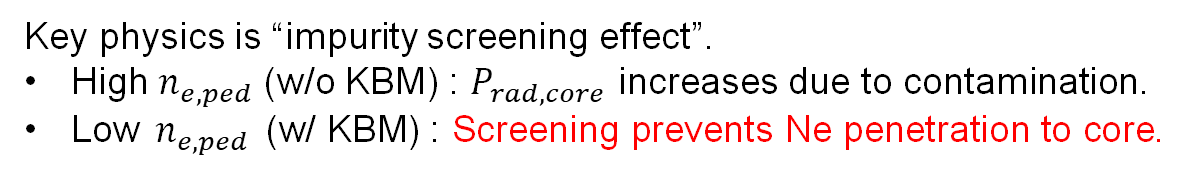 Key physics is “impurity screening effect”.
• High n_{e,ped} (w/o KBM) : P_{rad,core} increases due to contamination.
• Low n_{e,ped} (w/ KBM) : Screening prevents Ne penetration to core.